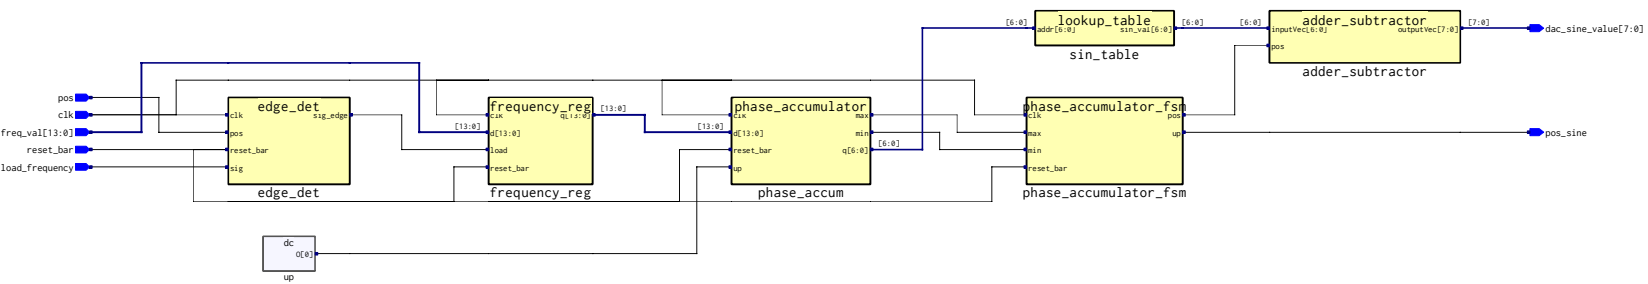 pos
clk
freq_val[13:0]
reset_bar
load_frequency
edge_det
clk
pos
reset_bar
sig
sig_edge
edge_det
dc
O[0]
up
[13:0]
frequency_reg
clk
d[13:0]
load
reset_bar
q[13:0]
frequency_reg
[13:0]
[13:0]
phase_accumulator
clk
d[13:0]
reset_bar
up
max
min
q[6:0]
phase_accum
[6:0]
[6:0]
lookup_table
addr[6:0]
sin_val[6:0]
sin_table
[6:0]
phase_accumulator_fsm
clk
max
min
reset_bar
pos
up
phase_accumulator_fsm
[6:0]
adder_subtractor
inputVec[6:0]
pos
outputVec[7:0]
adder_subtractor
[7:0]
dac_sine_value[7:0]
pos_sine